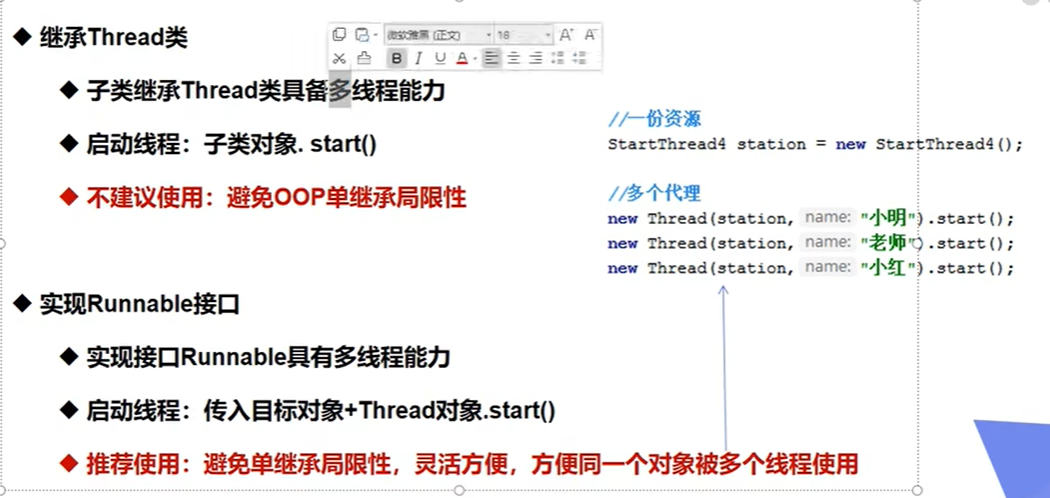 继承Thread类
微软雅黑 (正文) 18 A+ A-
B I U A
子类继承Thread类具备多线程能力
启动线程：子类对象. start()
不建议使用：避免OOP单继承局限性
//一份资源
StartThread4 station = new StartThread4();
//多个代理
new Thread(station, name: "小明").start();
new Thread(station, name: "老师").start();
new Thread(station, name: "小红").start();
实现Runnable接口
实现接口Runnable具有多线程能力
启动线程：传入目标对象+Thread对象.start()
推荐使用：避免单继承局限性，灵活方便，方便同一个对象被多个线程使用